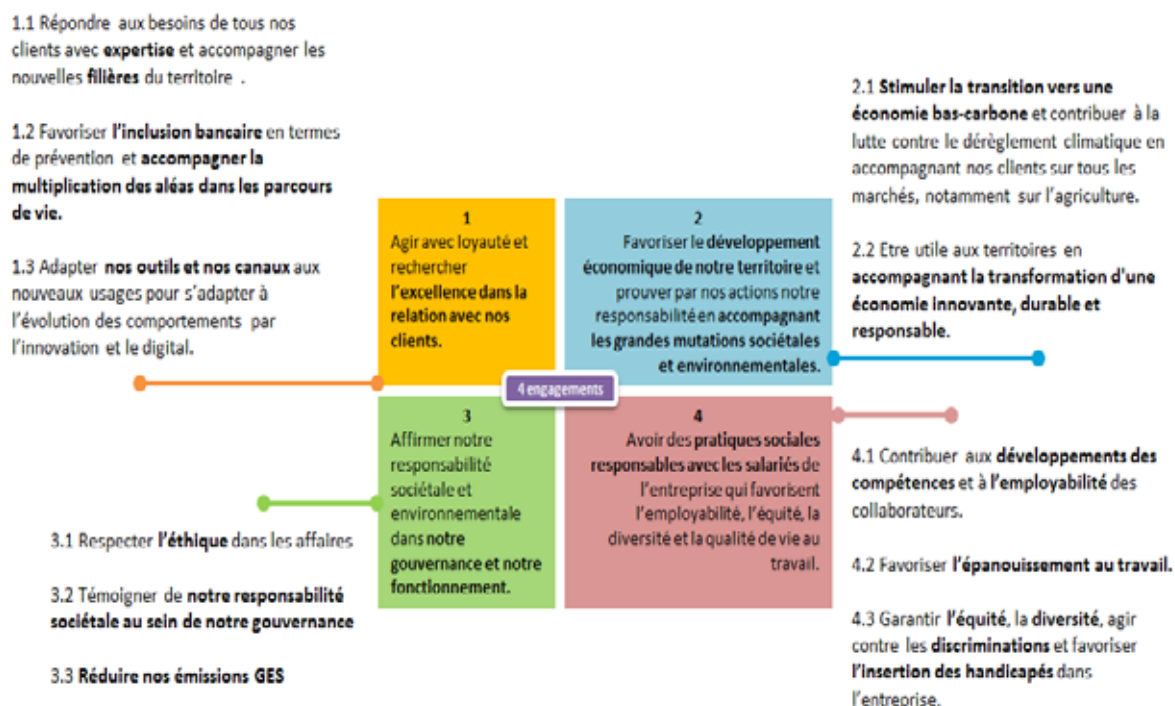 1.1 Répondre aux besoins de tous nos
clients avec expertise et accompagner les
nouvelles filières du territoire .
1.2 Favoriser l'inclusion bancaire en termes
de prévention et accompagner la
multiplication des aléas dans les parcours
de vie.
1.3 Adapter nos outils et nos canaux aux
nouveaux usages pour s'adapter à
l'évolution des comportements par
l'innovation et le digital.
1
Agir avec loyauté et
rechercher
l'excellence dans la
relation avec nos
clients.
2
Favoriser le développement
économique de notre territoire et
prouver par nos actions notre
responsabilité en accompagnant
les grandes mutations sociétales
et environnementales.
2.1 Stimuler la transition vers une
économie bas-carbone et contribuer à la
lutte contre le dérèglement climatique en
accompagnant nos clients sur tous les
marchés, notamment sur l'agriculture.
2.2 Etre utile aux territoires en
accompagnant la transformation d'une
économie innovante, durable et
responsable.
4 engagements
3
Affirmer notre
responsabilité
sociétale et
environnementale
dans notre
gouvernance et notre
fonctionnement.
4
Avoir des pratiques sociales
responsables avec les salariés de
l'entreprise qui favorisent
l'employabilité, l'équité, la
diversité et la qualité de vie au
travail.
3.1 Respecter l'éthique dans les affaires
3.2 Témoigner de notre responsabilité
sociétale au sein de notre gouvernance
3.3 Réduire nos émissions GES
4.1 Contribuer aux développements des
compétences et à l'employabilité des
collaborateurs.
4.2 Favoriser l'épanouissement au travail.
4.3 Garantir l'équité, la diversité, agir
contre les discriminations et favoriser
l'insertion des handicapés dans
l'entreprise.